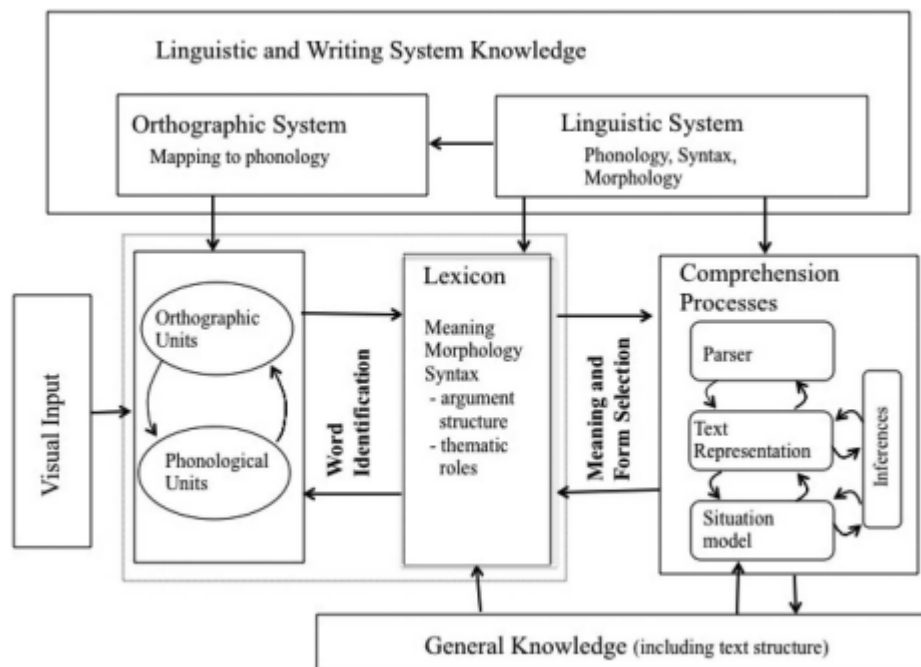 Linguistic and Writing System Knowledge
Orthographic System
Mapping to phonology
Linguistic System
Phonology, Syntax,
Morphology
Visual Input
Orthographic
Units
Phonological
Units
Word
Identification
Lexicon
Meaning
Morphology
Syntax
- argument
structure
- thematic
roles
Meaning and
Form Selection
Comprehension
Processes
Parser
Text
Representation
Situation
model
Inferences
General Knowledge (including text structure)